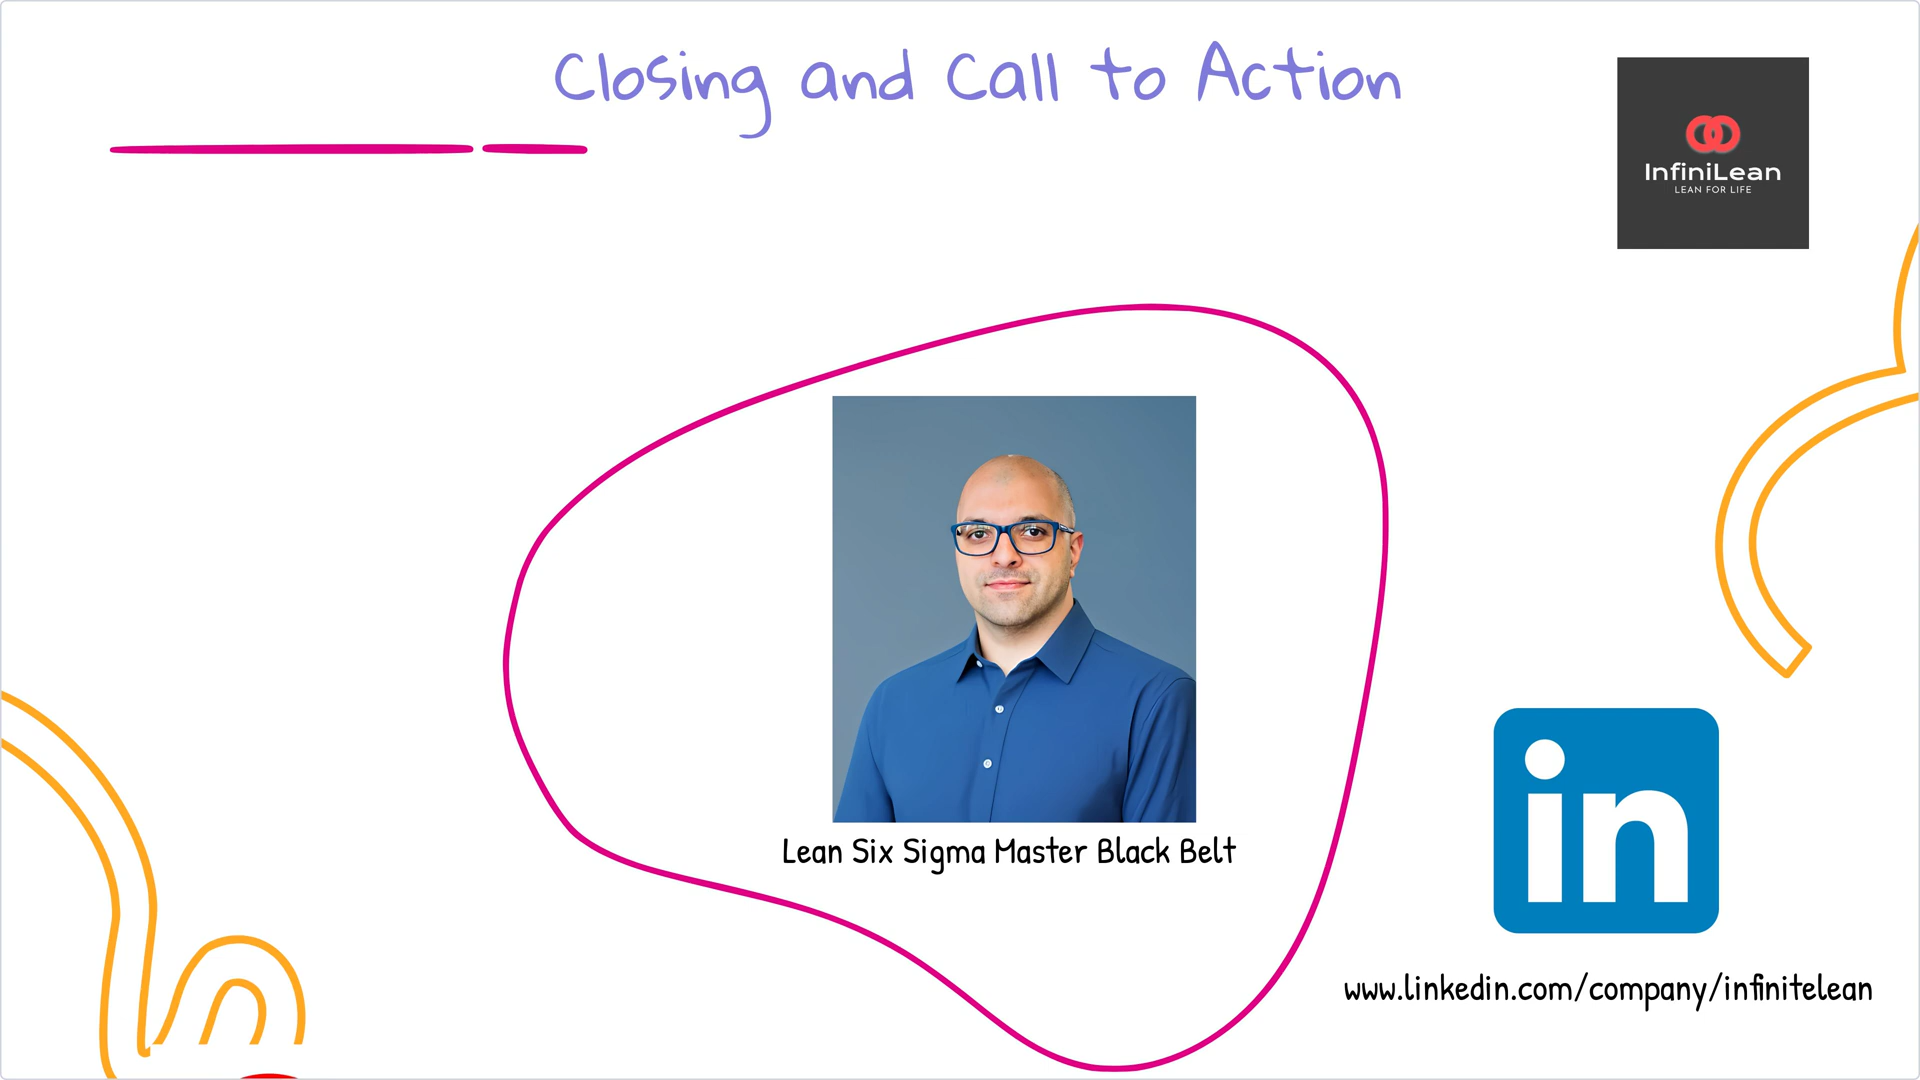 Closing and Call to Action
InfiniLean
LEAN FOR LIFE
Lean Six Sigma Master Black Belt
in
www.linkedin.com/company/infinitelean